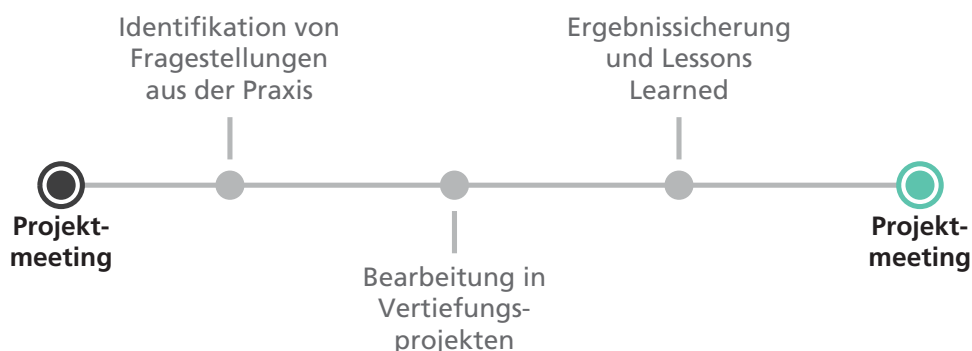 Identifikation von
Fragestellungen
aus der Praxis
Ergebnissicherung
und Lessons
Learned
Projekt-
meeting
Projekt-
meeting
Bearbeitung in
Vertiefungs-
projekten